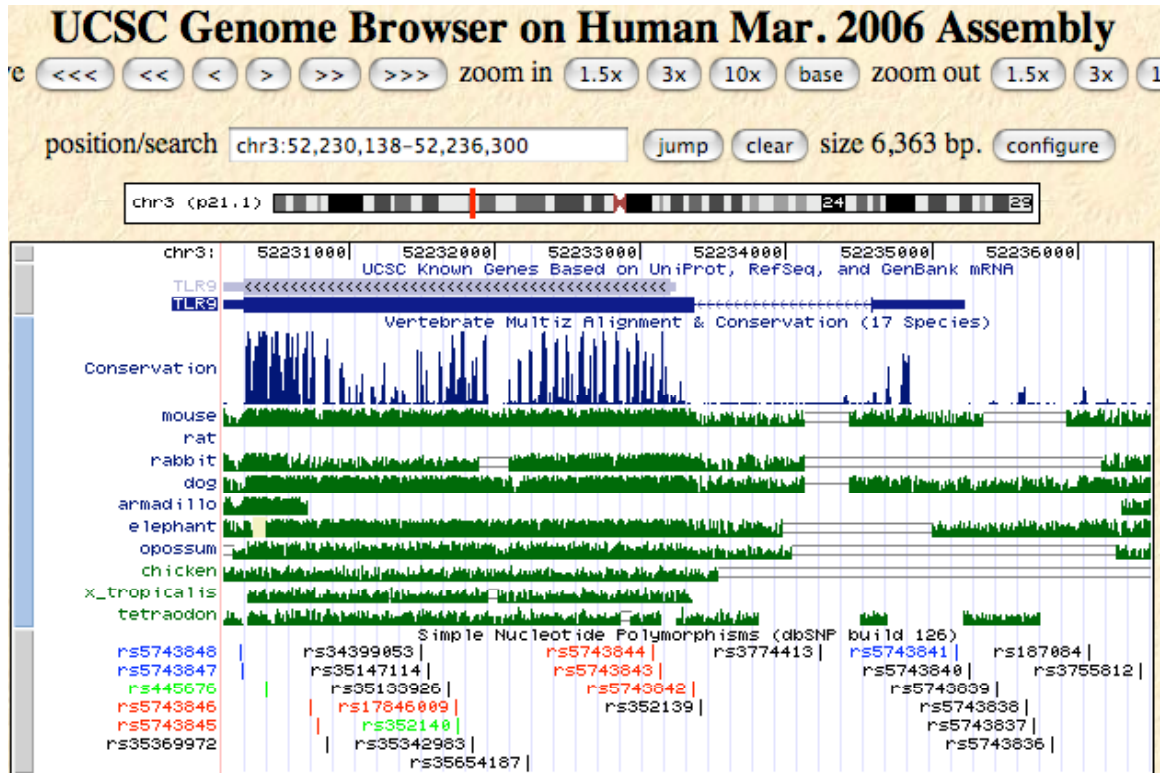 UCSC Genome Browser on Human Mar. 2006 Assembly
<<< << < > >> >>> zoom in 1.5x 3x 10x base zoom out 1.5x 3x
position/search chr3:52,230,138-52,236,300 jump clear size 6,363 bp. configure
chr3 (p21.1) 24 29
chr3: 52231000| 52232000| 52233000| 52234000| 52235000| 52236000|
UCSC Known Genes Based on UniProt, RefSeq, and GenBank mRNA
TLR9
TLR9
Vertebrate Multiz Alignment & Conservation (17 Species)
Conservation
mouse
rat
rabbit
dog
armadillo
elephant
opossum
chicken
x_tropicalis
tetraodon
Simple Nucleotide Polymorphisms (dbSNP build 126)
rs5743848 rs34399053 rs5743844 rs3774413 rs5743841 rs187084
rs5743847 rs35147114 rs5743843 rs5743840 rs3755812
rs445676 rs35133926 rs5743842 rs5743839
rs5743846 rs17846009 rs352139 rs5743838
rs5743845 rs352140 rs5743837
rs35369972 rs35342983 rs5743836
rs35654187